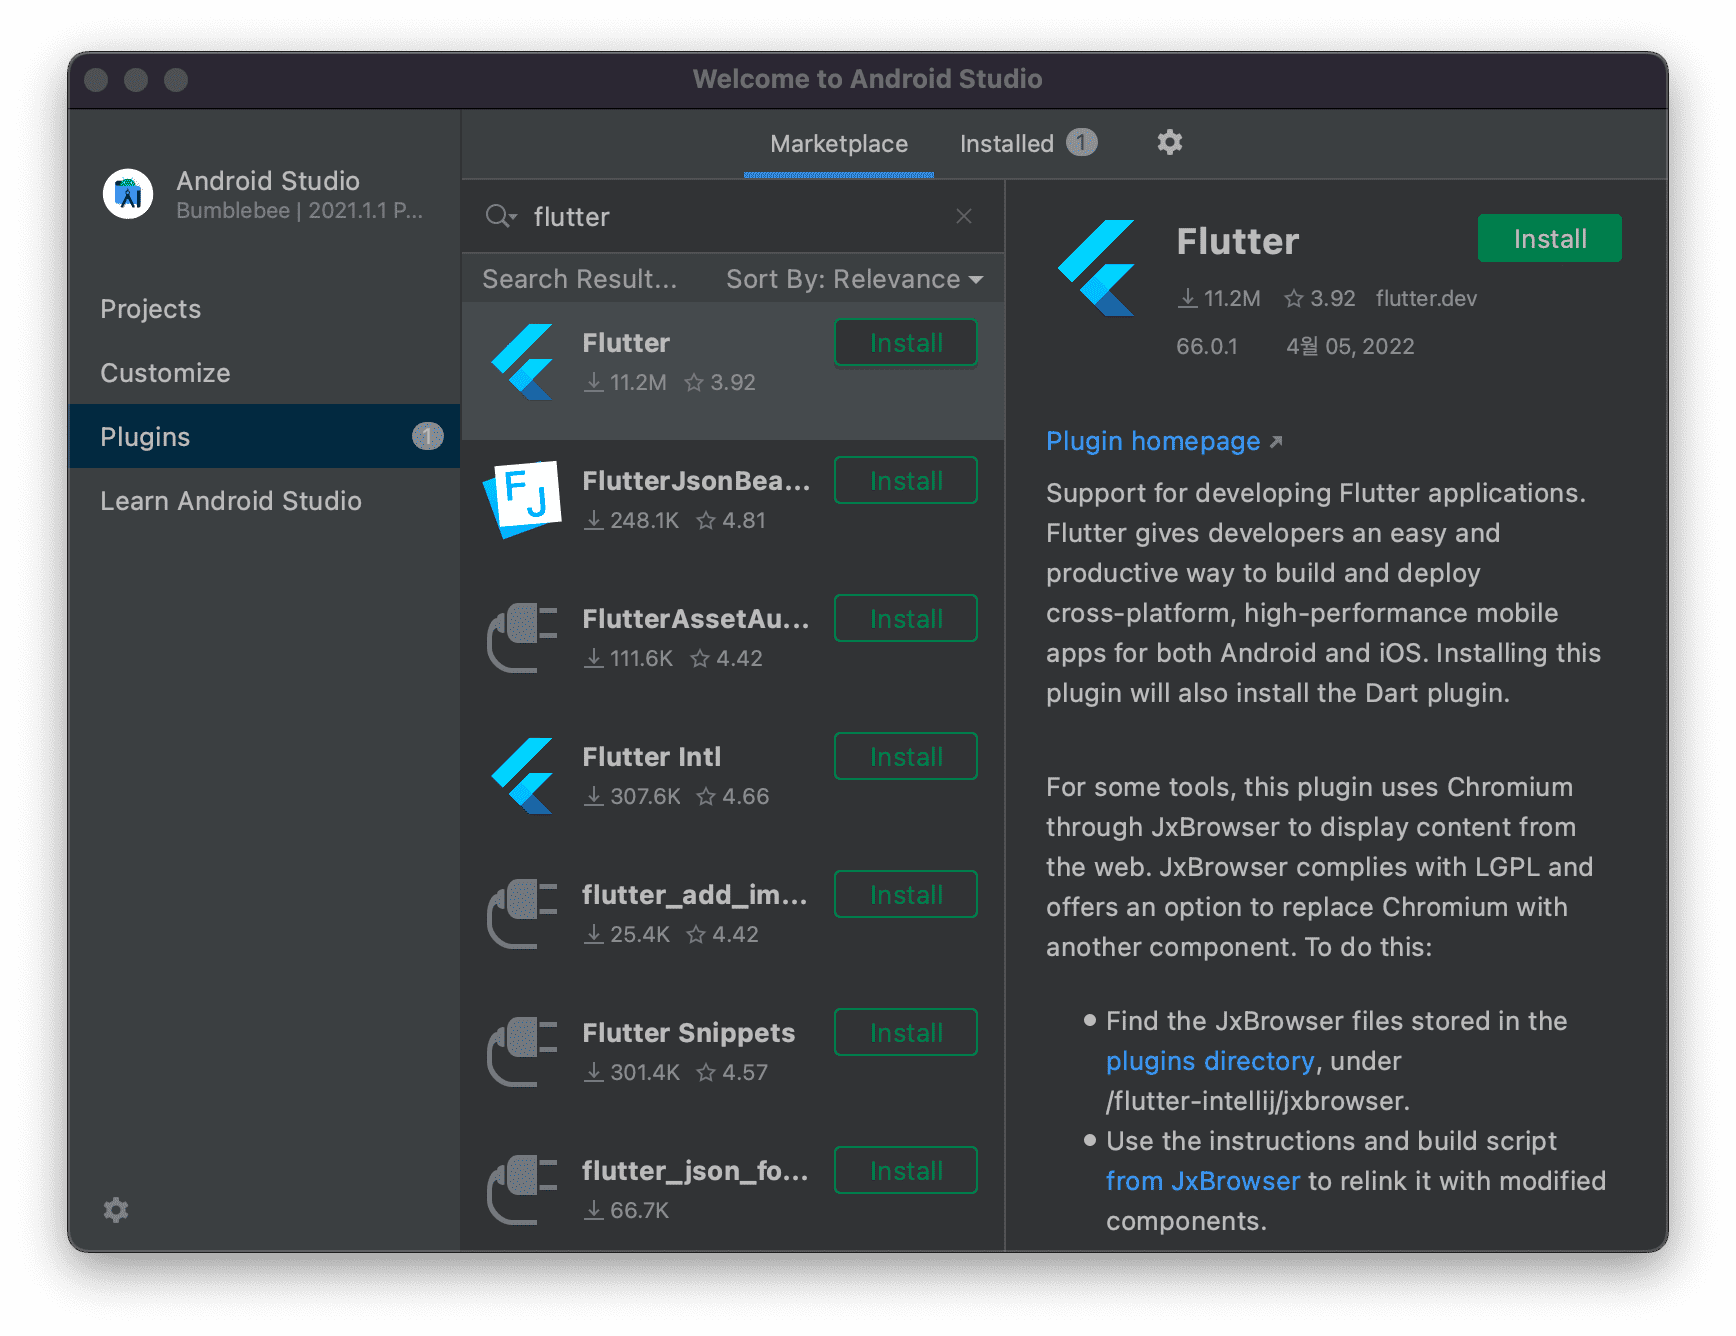 Welcome to Android Studio
Android Studio
Bumblebee | 2021.1.1 P...
Projects
Customize
Plugins 1
Learn Android Studio
Marketplace Installed 1
flutter
Search Result... Sort By: Relevance
Flutter Install
11.2M 3.92
FlutterJsonBea... Install
248.1K 4.81
FlutterAssetAu... Install
111.6K 4.42
Flutter Intl Install
307.6K 4.66
flutter_add_im... Install
25.4K 4.42
Flutter Snippets Install
301.4K 4.57
flutter_json_fo... Install
66.7K
Flutter Install
11.2M 3.92 flutter.dev
66.0.1 4월 05, 2022
Plugin homepage ↗
Support for developing Flutter applications.
Flutter gives developers an easy and
productive way to build and deploy
cross-platform, high-performance mobile
apps for both Android and iOS. Installing this
plugin will also install the Dart plugin.
For some tools, this plugin uses Chromium
through JxBrowser to display content from
the web. JxBrowser complies with LGPL and
offers an option to replace Chromium with
another component. To do this:
• Find the JxBrowser files stored in the
plugins directory, under
/flutter-intellij/jxbrowser.
• Use the instructions and build script
from JxBrowser to relink it with modified
components.